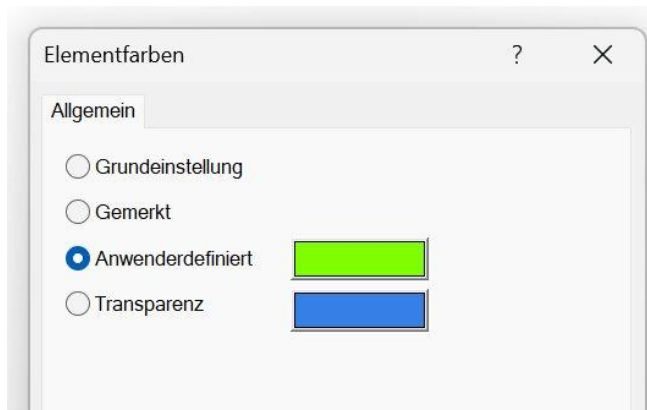 Elementfarben ?
Allgemein
Grundeinstellung
Gemerkt
Anwenderdefiniert
Transparenz